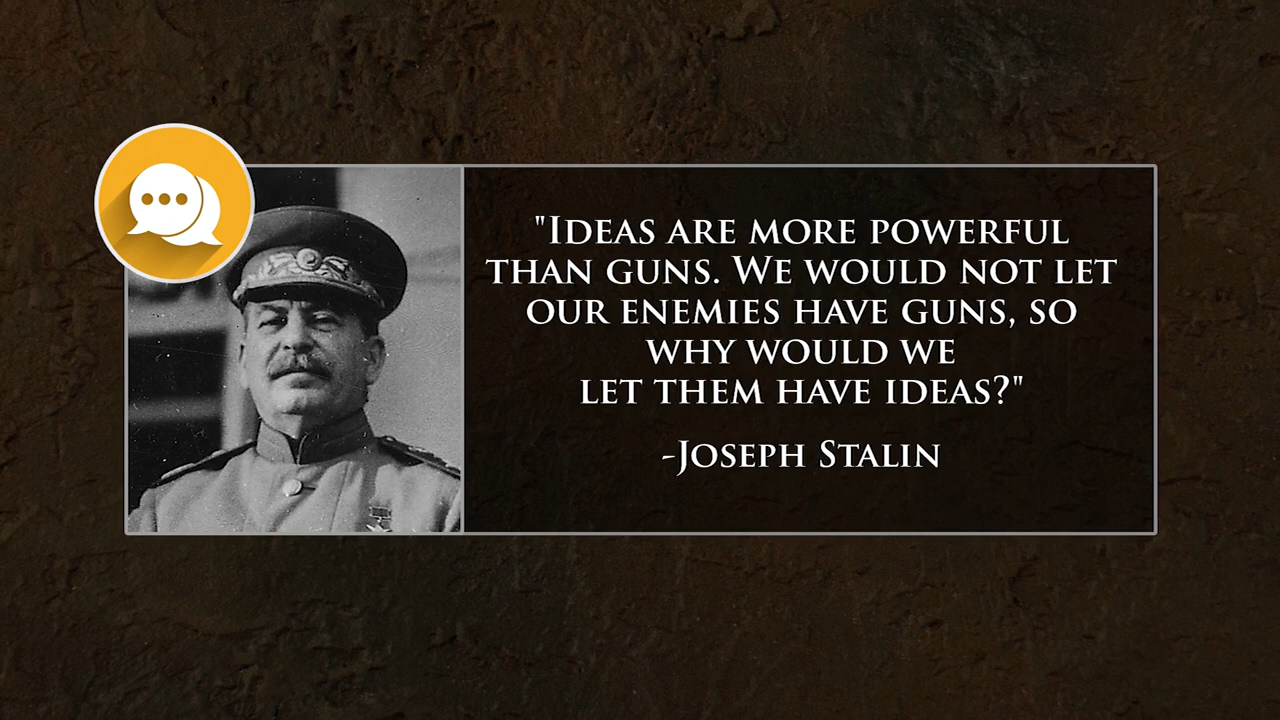 "Ideas are more powerful
than guns. We would not let
our enemies have guns, so
why would we
let them have ideas?"
-Joseph Stalin